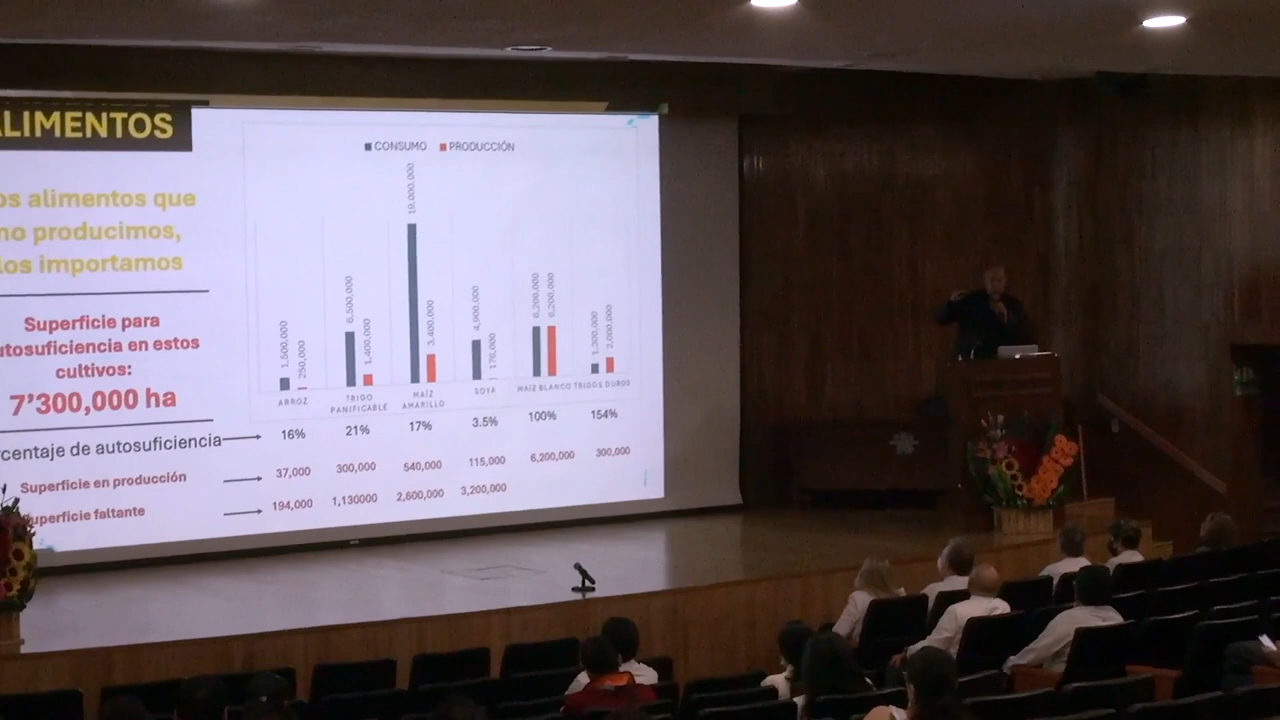 ALIMENTOS
os alimentos que
no producimos,
los importamos
Superficie para
utosuficiencia en estos
cultivos:
7’300,000 ha
rcentaje de autosuficiencia
Superficie en producción
uperficie faltante
CONSUMO PRODUCCIÓN
1,500,000 250,000 6,500,000 1,400,000 19,000,000 3,400,000 4,900,000 170,000 6,200,000 6,200,000 1,300,000 2,000,000
ARROZ TRIGO PANIFICABLE MAÍZ AMARILLO SOYA MAÍZ BLANCO TRIGOS DUROS
16% 21% 17% 3.5% 100% 154%
37,000 300,000 540,000 115,000 6,200,000 300,000
194,000 1,130000 2,600,000 3,200,000